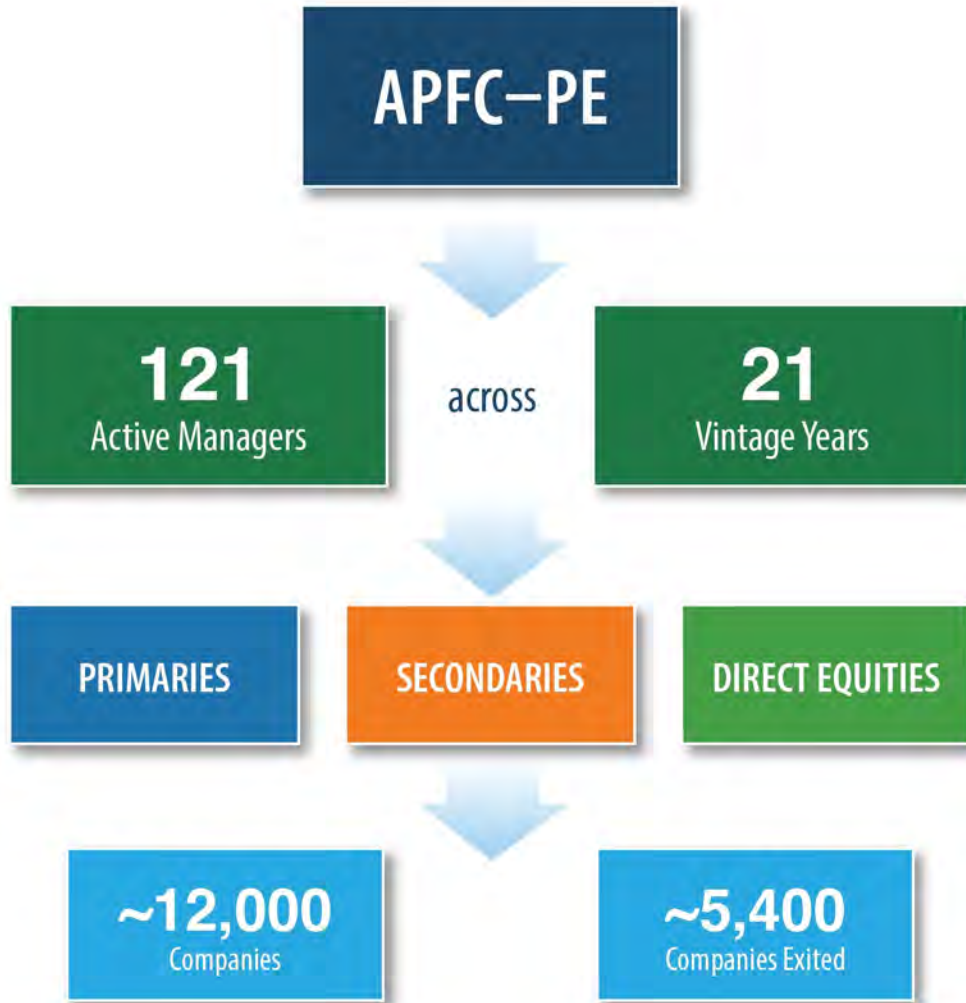 APFC–PE
121
Active Managers
across
21
Vintage Years
PRIMARIES
SECONDARIES
DIRECT EQUITIES
~12,000
Companies
~5,400
Companies Exited